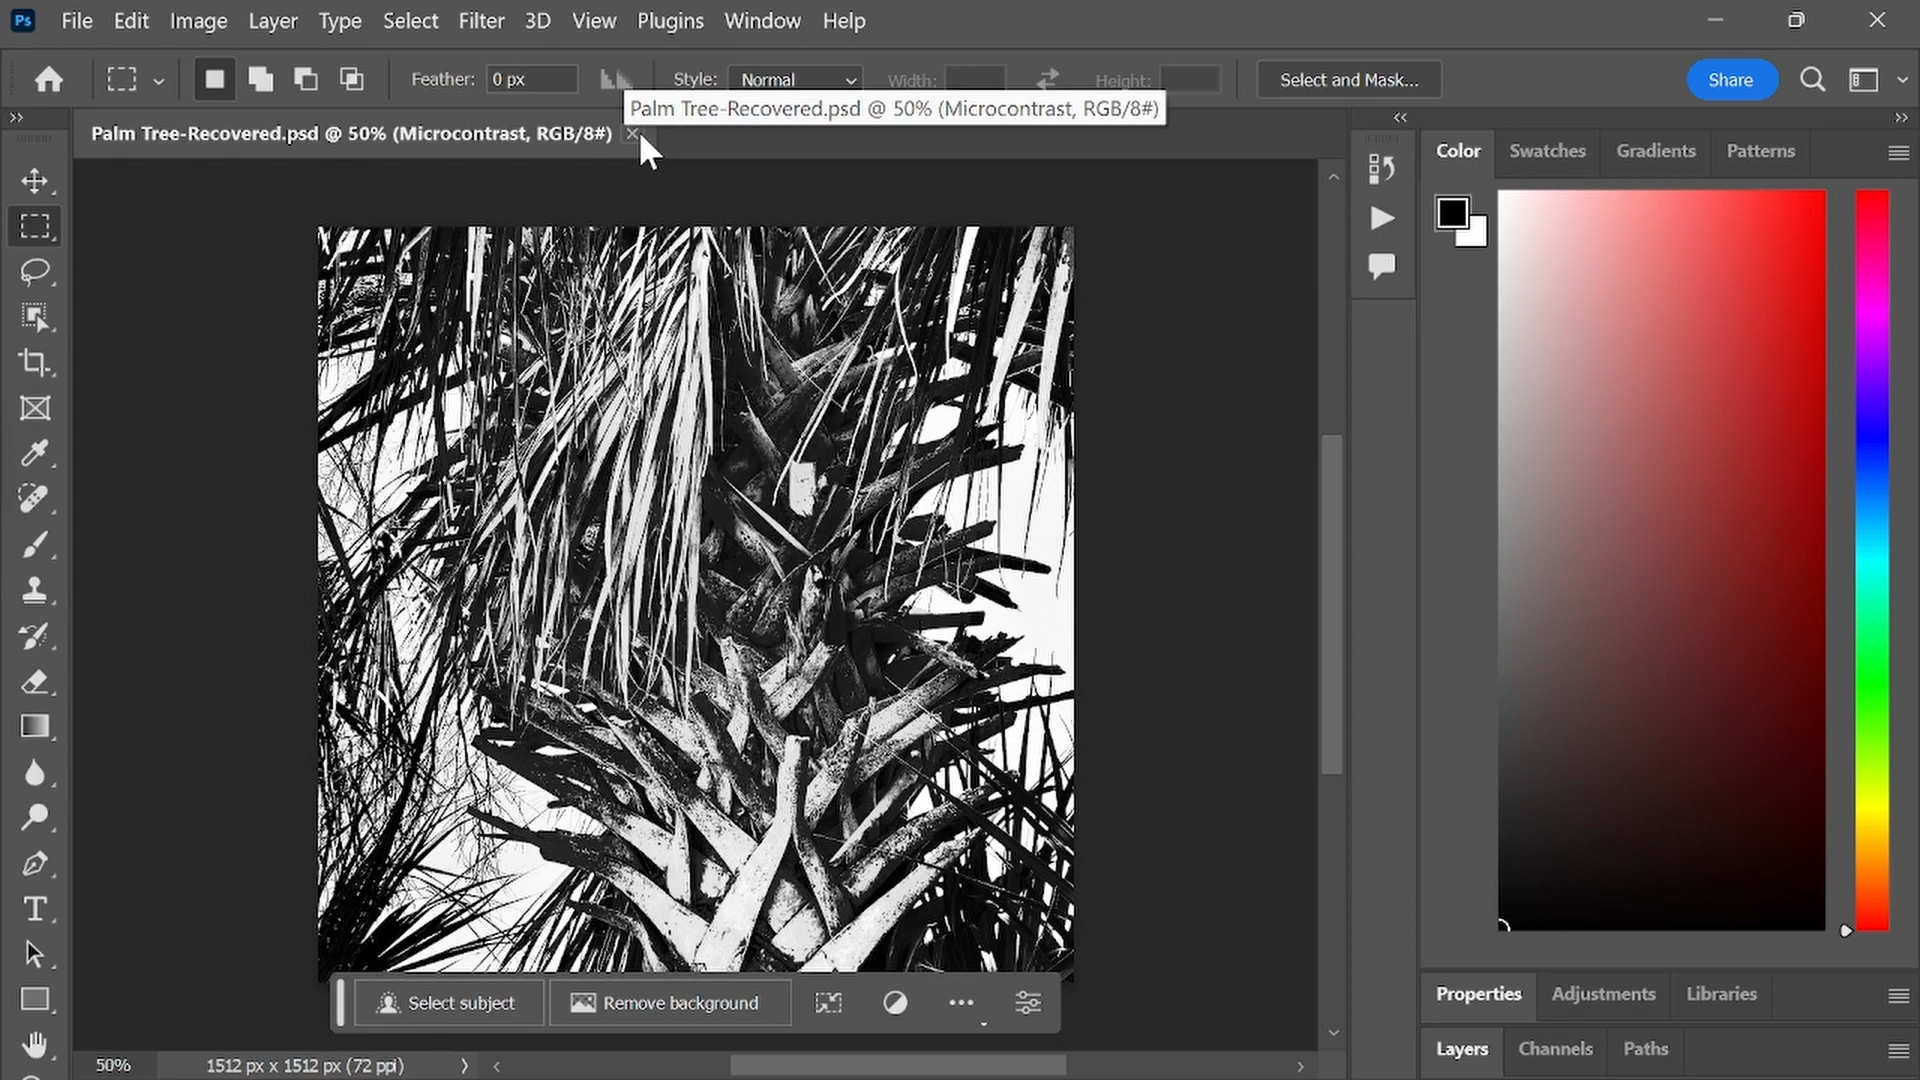 Ps File Edit Image Layer Type Select Filter 3D View Plugins Window Help
Feather: 0 px Style: Normal Width: Height: Select and Mask... Share
Palm Tree-Recovered.psd @ 50% (Microcontrast, RGB/8#)
Palm Tree-Recovered.psd @ 50% (Microcontrast, RGB/8#)
Color Swatches Gradients Patterns
T
Select subject Remove background
Properties Adjustments Libraries
Layers Channels Paths
50% 1512 px x 1512 px (72 ppi)